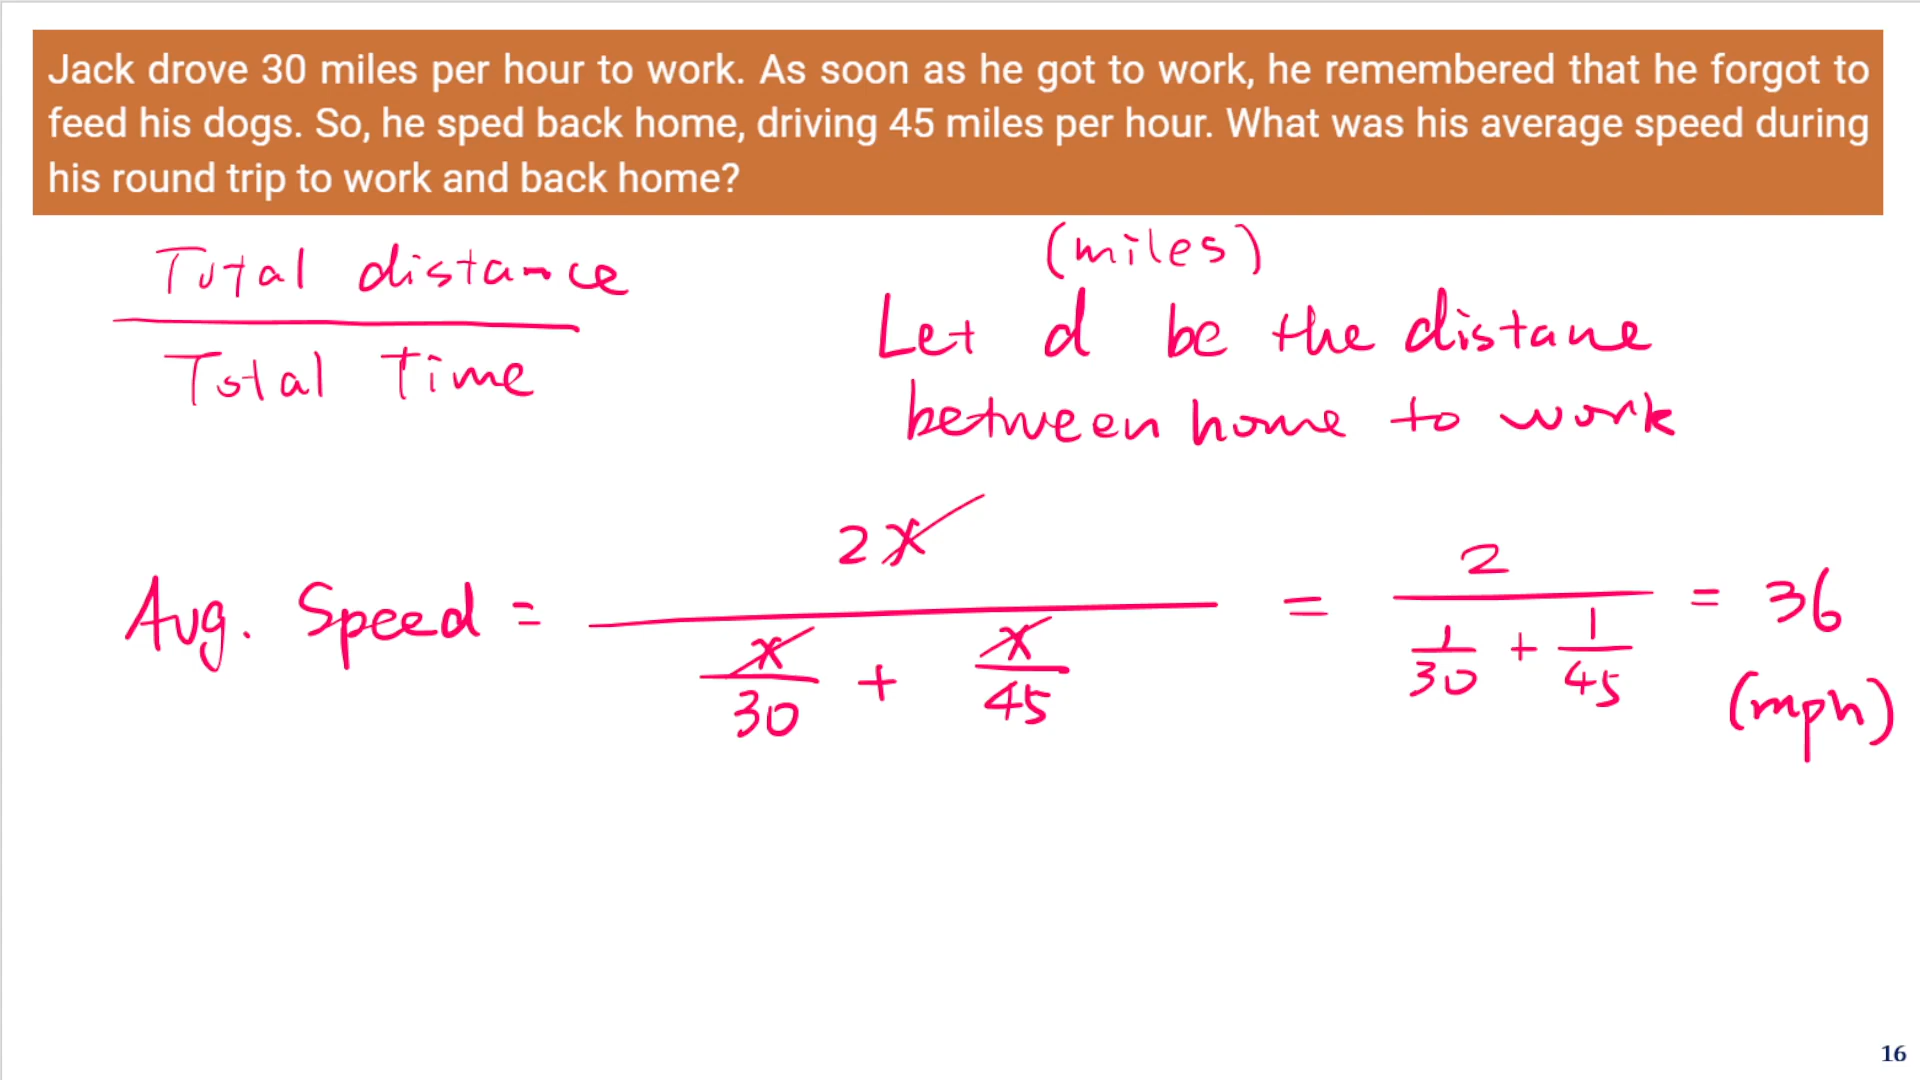 Jack drove 30 miles per hour to work. As soon as he got to work, he remembered that he forgot to
feed his dogs. So, he sped back home, driving 45 miles per hour. What was his average speed during
his round trip to work and back home?
Total distance
Total Time
(miles)
Let d be the distane
between home to work
Avg. Speed = 2x / (x/30 + x/45) = 2 / (1/30 + 1/45) = 36
(mph)
16